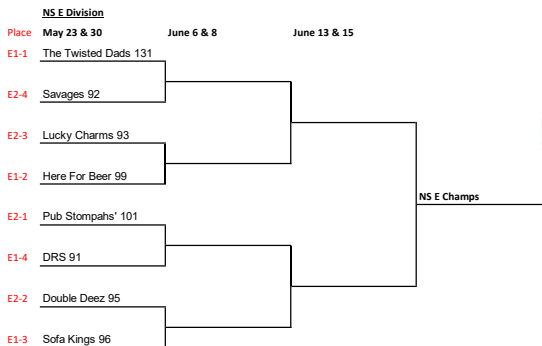 NS E Division
Place May 23 & 30 June 6 & 8 June 13 & 15
E1-1 The Twisted Dads 131
E2-4 Savages 92
E2-3 Lucky Charms 93
E1-2 Here For Beer 99
NS E Champs
E2-1 Pub Stompahs' 101
E1-4 DRS 91
E2-2 Double Deez 95
E1-3 Sofa Kings 96